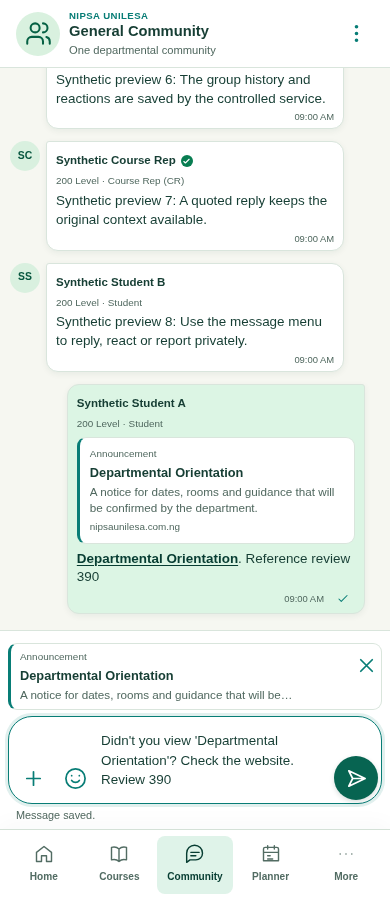 NIPSA UNILESA
General Community
One departmental community
Synthetic preview 6: The group history and
reactions are saved by the controlled service.
09:00 AM
SC
Synthetic Course Rep
200 Level · Course Rep (CR)
Synthetic preview 7: A quoted reply keeps the
original context available.
09:00 AM
SS
Synthetic Student B
200 Level · Student
Synthetic preview 8: Use the message menu
to reply, react or report privately.
09:00 AM
Synthetic Student A
200 Level · Student
Announcement
Departmental Orientation
A notice for dates, rooms and guidance that will
be confirmed by the department.
nipsaunilesa.com.ng
Departmental Orientation. Reference review
390
09:00 AM
Announcement
Departmental Orientation
A notice for dates, rooms and guidance that will be…
Didn't you view 'Departmental
Orientation'? Check the website.
Review 390
Message saved.
Home Courses Community Planner More